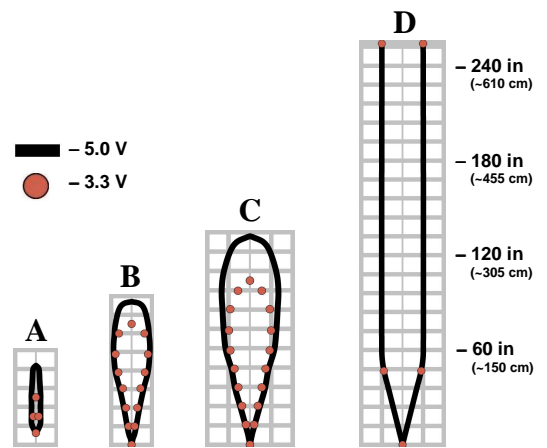 A
B
C
D
– 5.0 V
– 3.3 V
– 240 in
(~610 cm)
– 180 in
(~455 cm)
– 120 in
(~305 cm)
– 60 in
(~150 cm)